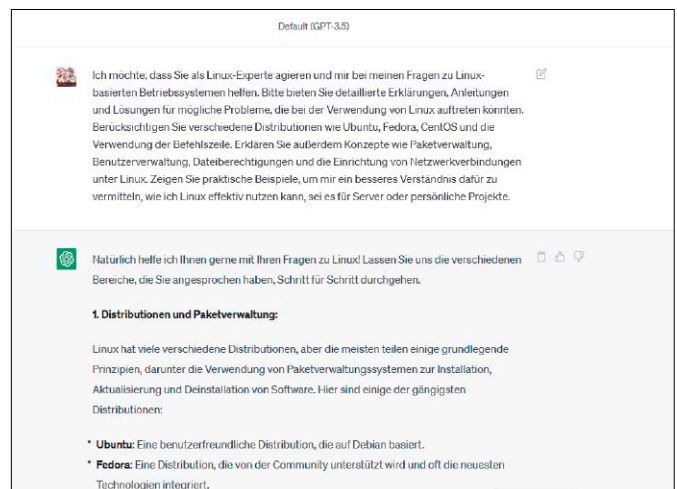 Default (GPT-3.5)
Ich möchte, dass Sie als Linux-Experte agieren und mir bei meinen Fragen zu Linux-
basierten Betriebssystemen helfen. Bitte bieten Sie detaillierte Erklärungen, Anleitungen
und Lösungen für mögliche Probleme, die bei der Verwendung von Linux auftreten könnten.
Berücksichtigen Sie verschiedene Distributionen wie Ubuntu, Fedora, CentOS und die
Verwendung der Befehlszeile. Erklären Sie außerdem Konzepte wie Paketverwaltung,
Benutzerverwaltung, Dateiberechtigungen und die Einrichtung von Netzwerkverbindungen
unter Linux. Zeigen Sie praktische Beispiele, um mir ein besseres Verständnis dafür zu
vermitteln, wie ich Linux effektiv nutzen kann, sei es für Server oder persönliche Projekte.
Natürlich helfe ich Ihnen gerne mit Ihren Fragen zu Linux! Lassen Sie uns die verschiedenen
Bereiche, die Sie angesprochen haben, Schritt für Schritt durchgehen.
1. Distributionen und Paketverwaltung:
Linux hat viele verschiedene Distributionen, aber die meisten teilen einige grundlegende
Prinzipien, darunter die Verwendung von Paketverwaltungssystemen zur Installation,
Aktualisierung und Deinstallation von Software. Hier sind einige der gängigsten
Distributionen:
• Ubuntu: Eine benutzerfreundliche Distribution, die auf Debian basiert.
• Fedora: Eine Distribution, die von der Community unterstützt wird und oft die neuesten
Technologien integriert.